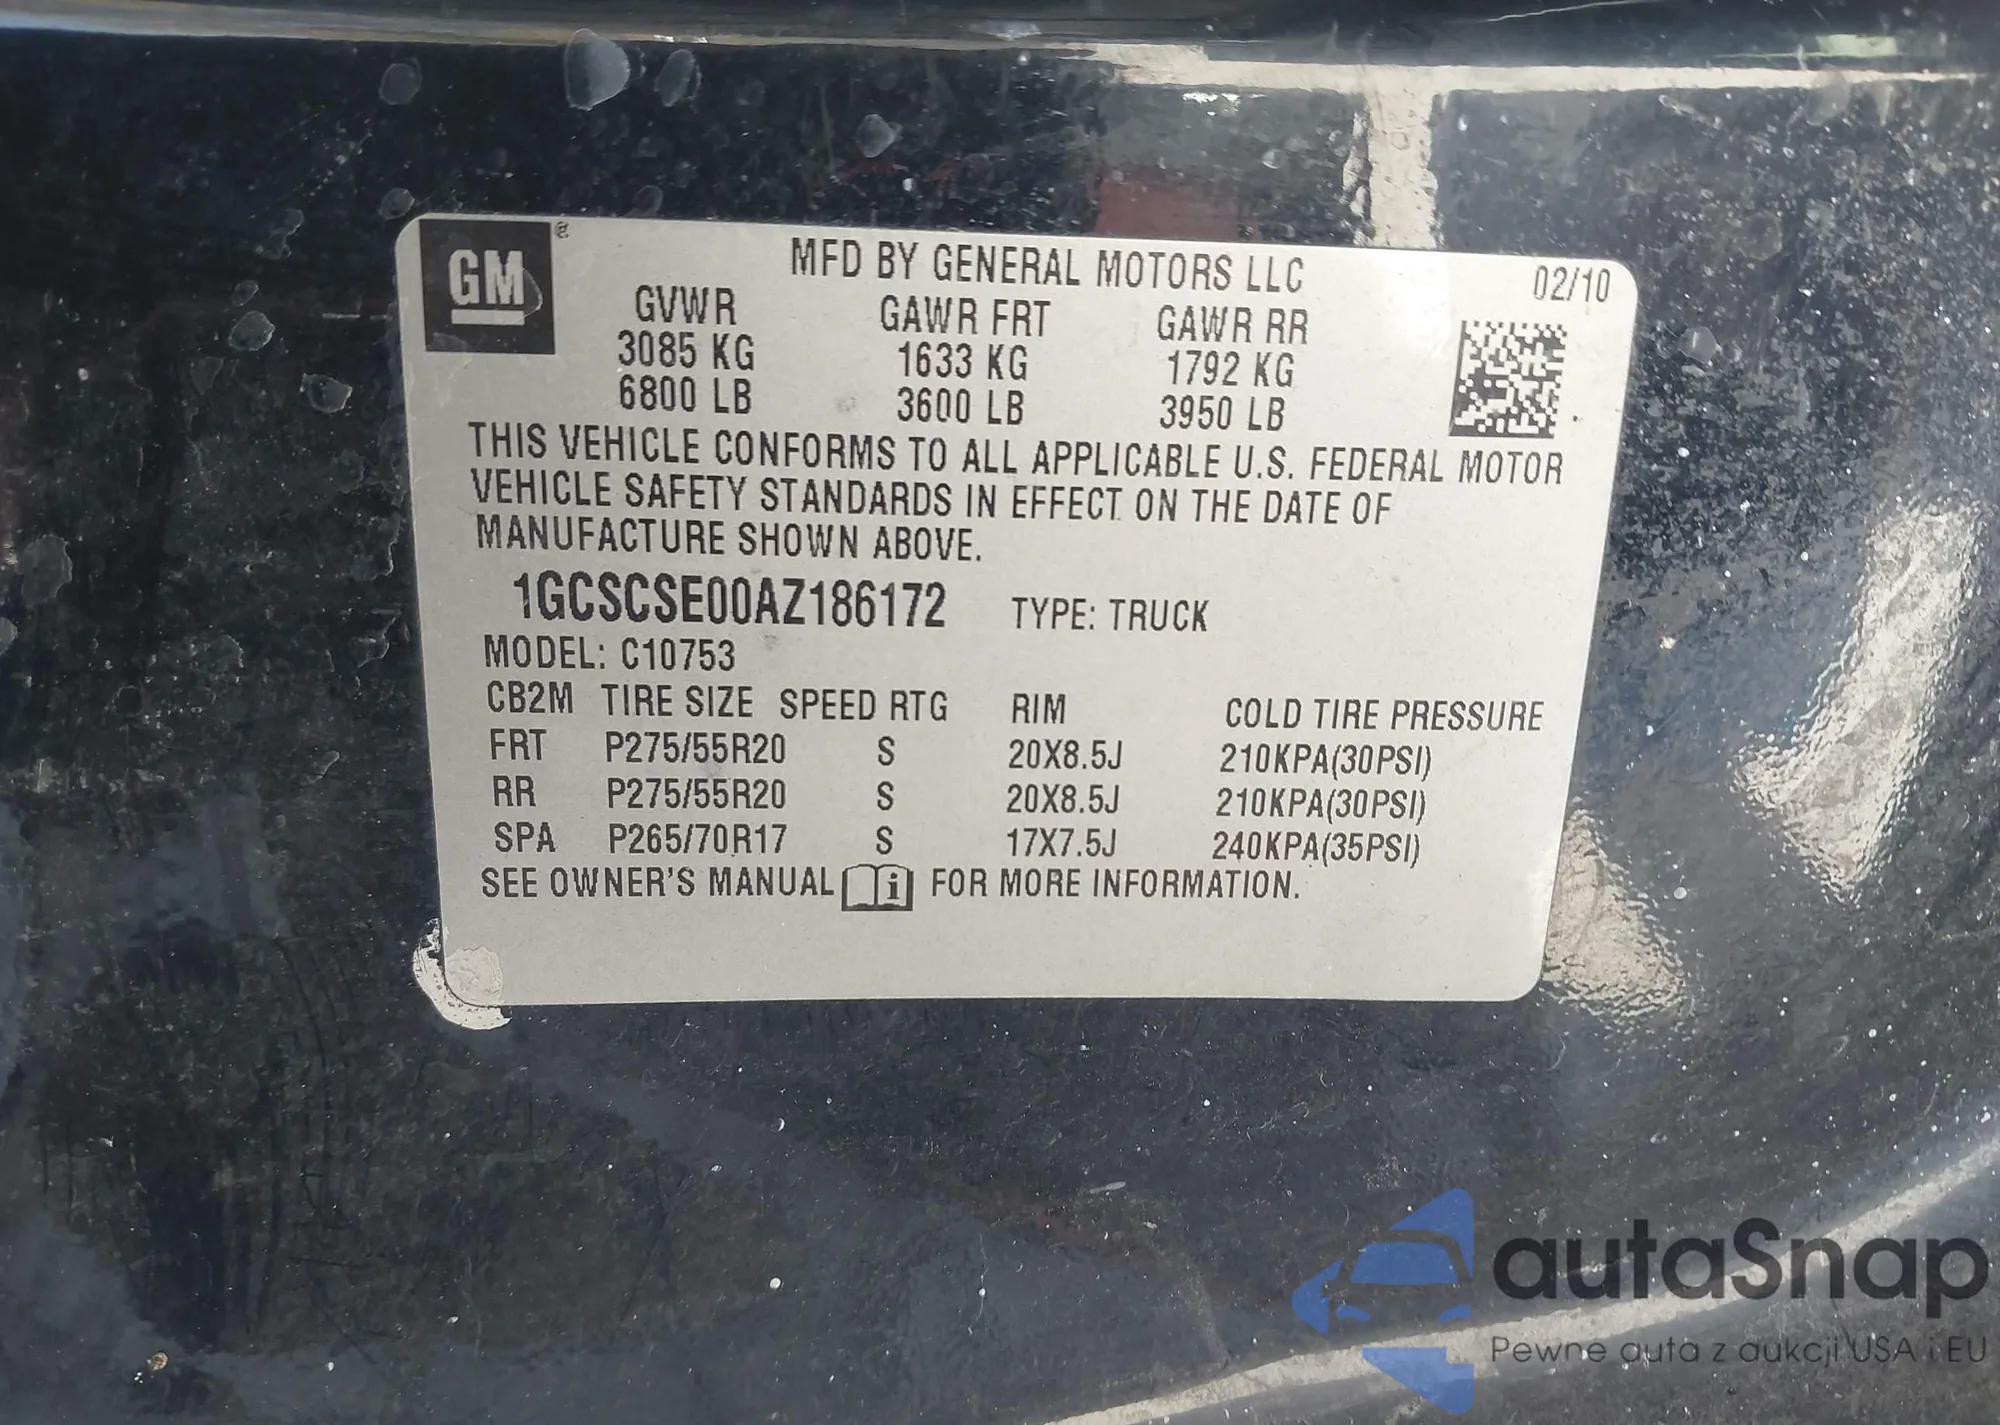 GM ®
MFD BY GENERAL MOTORS LLC 02/10
GVWR GAWR FRT GAWR RR
3085 KG 1633 KG 1792 KG
6800 LB 3600 LB 3950 LB
THIS VEHICLE CONFORMS TO ALL APPLICABLE U.S. FEDERAL MOTOR
VEHICLE SAFETY STANDARDS IN EFFECT ON THE DATE OF
MANUFACTURE SHOWN ABOVE.
1GCSCSE00AZ186172 TYPE: TRUCK
MODEL: C10753
CB2M TIRE SIZE SPEED RTG RIM COLD TIRE PRESSURE
FRT P275/55R20 S 20X8.5J 210KPA(30PSI)
RR P275/55R20 S 20X8.5J 210KPA(30PSI)
SPA P265/70R17 S 17X7.5J 240KPA(35PSI)
SEE OWNER'S MANUAL i FOR MORE INFORMATION.
autaSnap
Pewne auta z aukcji USA i EU